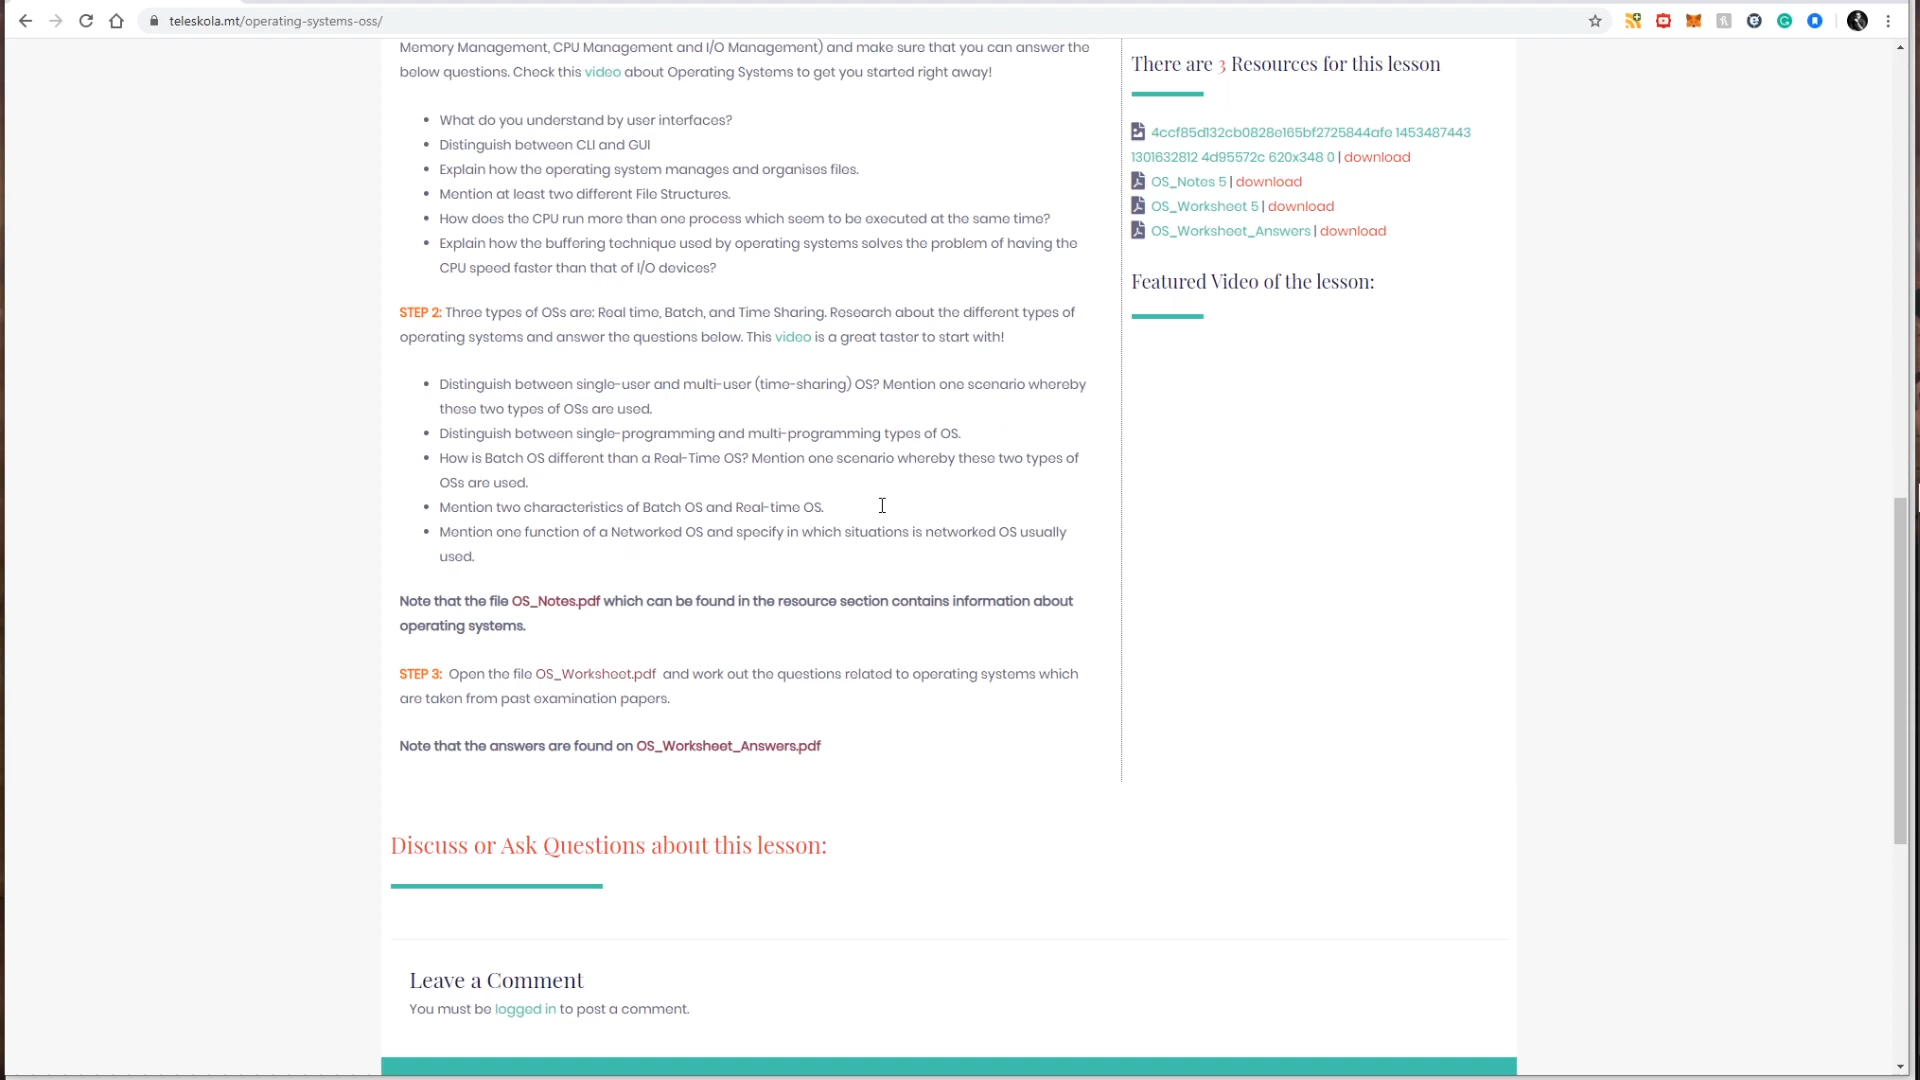 teleskola.mt/operating-systems-oss/
Memory Management, CPU Management and I/O Management) and make sure that you can answer the
below questions. Check this video about Operating Systems to get you started right away!
• What do you understand by user interfaces?
• Distinguish between CLI and GUI
• Explain how the operating system manages and organises files.
• Mention at least two different File Structures.
• How does the CPU run more than one process which seem to be executed at the same time?
• Explain how the buffering technique used by operating systems solves the problem of having the
CPU speed faster than that of I/O devices?
STEP 2: Three types of OSs are: Real time, Batch, and Time Sharing. Research about the different types of
operating systems and answer the questions below. This video is a great taster to start with!
• Distinguish between single-user and multi-user (time-sharing) OS? Mention one scenario whereby
these two types of OSs are used.
• Distinguish between single-programming and multi-programming types of OS.
• How is Batch OS different than a Real-Time OS? Mention one scenario whereby these two types of
OSs are used.
• Mention two characteristics of Batch OS and Real-time OS.
• Mention one function of a Networked OS and specify in which situations is networked OS usually
used.
Note that the file OS_Notes.pdf which can be found in the resource section contains information about
operating systems.
STEP 3: Open the file OS_Worksheet.pdf and work out the questions related to operating systems which
are taken from past examination papers.
Note that the answers are found on OS_Worksheet_Answers.pdf
There are 3 Resources for this lesson
4ccf85d132cb0828e165bf2725844afe 1453487443
1301632812 4d95572c 620x348 0 | download
OS_Notes 5 | download
OS_Worksheet 5 | download
OS_Worksheet_Answers | download
Featured Video of the lesson:
Discuss or Ask Questions about this lesson:
Leave a Comment
You must be logged in to post a comment.